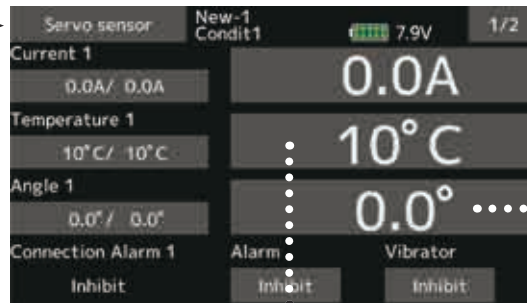 Servo sensor New-1 7.9V 1/2
Condit1
Current 1
0.0A/ 0.0A 0.0A
Temperature 1
10°C/ 10°C 10°C
Angle 1
0.0°/ 0.0° 0.0°
Connection Alarm 1 Alarm Vibrator
Inhibit Inhibit Inhibit